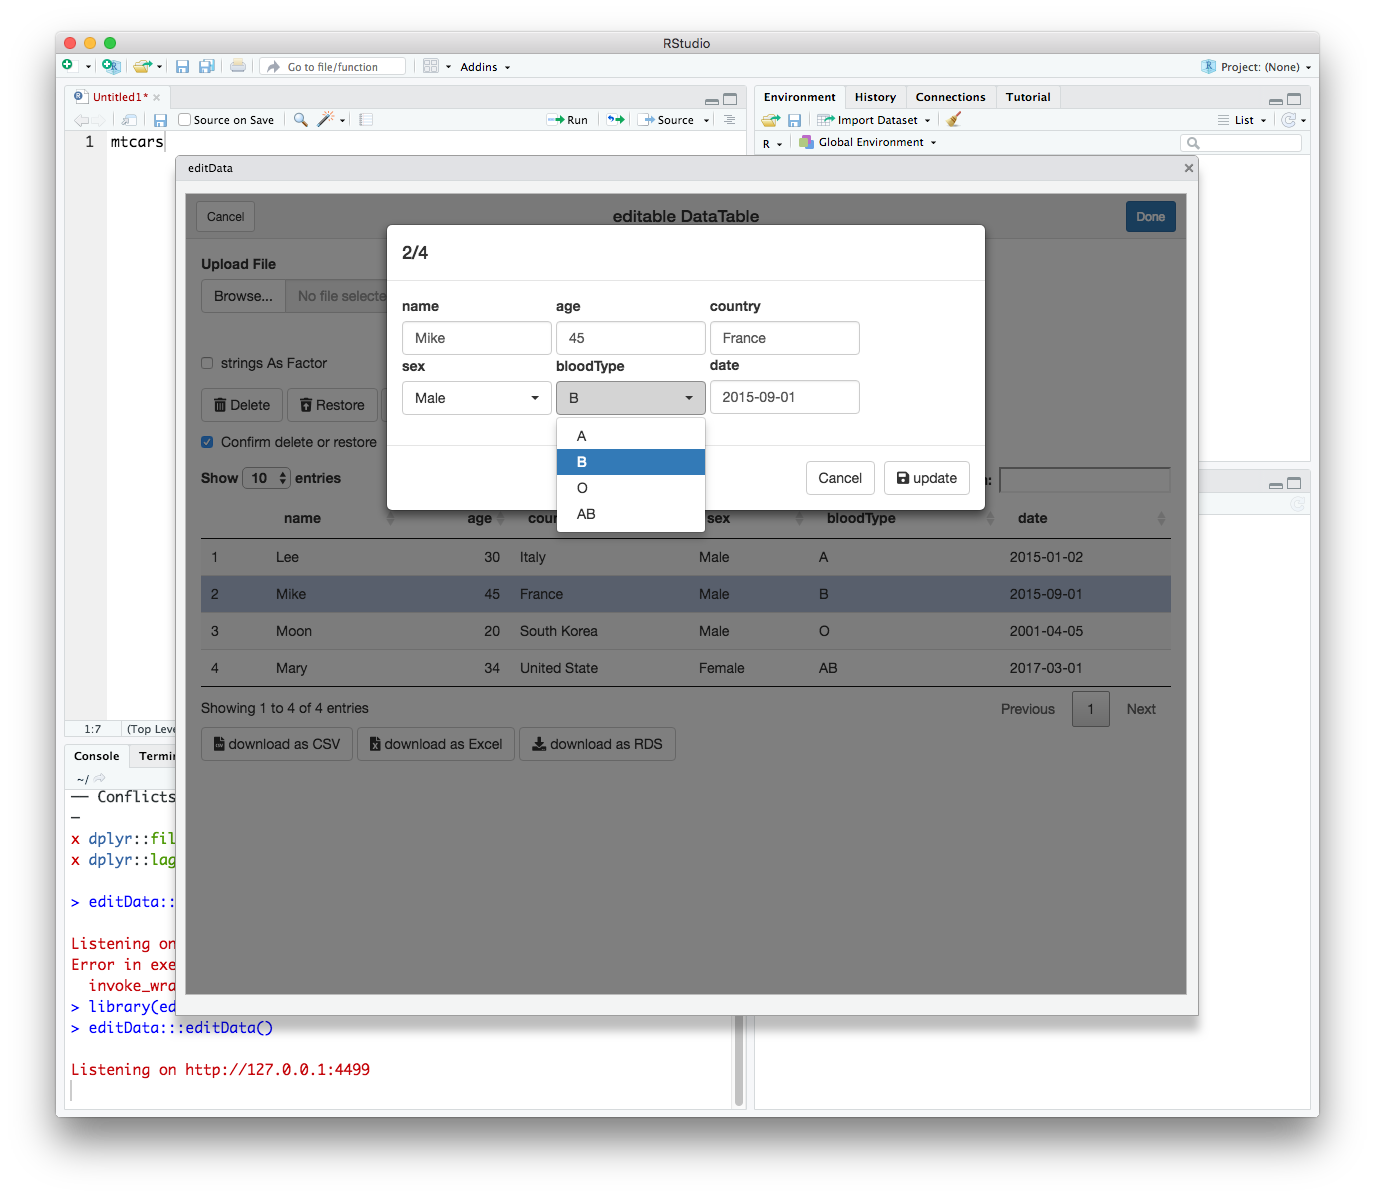 RStudio
Go to file/function
Addins
Project: (None)
Untitled1*
Source on Save
Run
Source
1 mtcars
Environment History Connections Tutorial
Import Dataset
List
R
Global Environment
editData
Cancel
editable DataTable
Done
Upload File
Browse...
No file selecte
strings As Factor
Delete
Restore
Confirm delete or restore
Show 10 entries
2/4
name age country
Mike 45 France
sex bloodType date
Male B 2015-09-01
A
B
O
AB
Cancel
update
name age cou sex bloodType date
1 Lee 30 Italy Male A 2015-01-02
2 Mike 45 France Male B 2015-09-01
3 Moon 20 South Korea Male O 2001-04-05
4 Mary 34 United State Female AB 2017-03-01
Showing 1 to 4 of 4 entries
Previous 1 Next
download as CSV
download as Excel
download as RDS
1:7
(Top Leve
Console Termin
~/
── Conflicts
─
x dplyr::fil
x dplyr::lag
> editData::
Listening on
Error in exe
invoke_wra
> library(ed
> editData:::editData()
Listening on http://127.0.0.1:4499